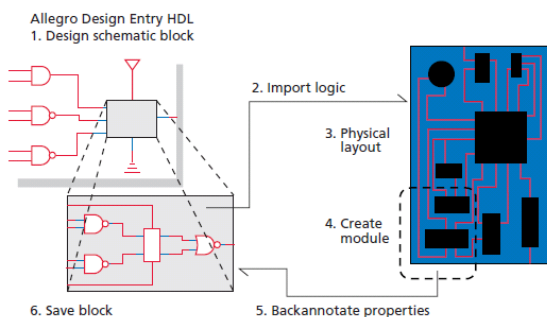 Allegro Design Entry HDL
1. Design schematic block
2. Import logic
3. Physical
layout
4. Create
module
5. Backannotate properties
6. Save block